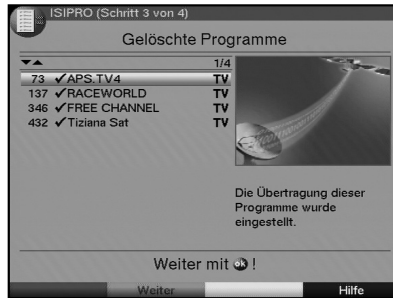 ISIPRO (Schritt 3 von 4)
Gelöschte Programme
1/4
73 ✓APS.TV4 TV
137 ✓RACEWORLD TV
346 ✓FREE CHANNEL TV
432 ✓Tiziana Sat TV
Die Übertragung dieser
Programme wurde
eingestellt.
Weiter mit ok !
Weiter
Hilfe